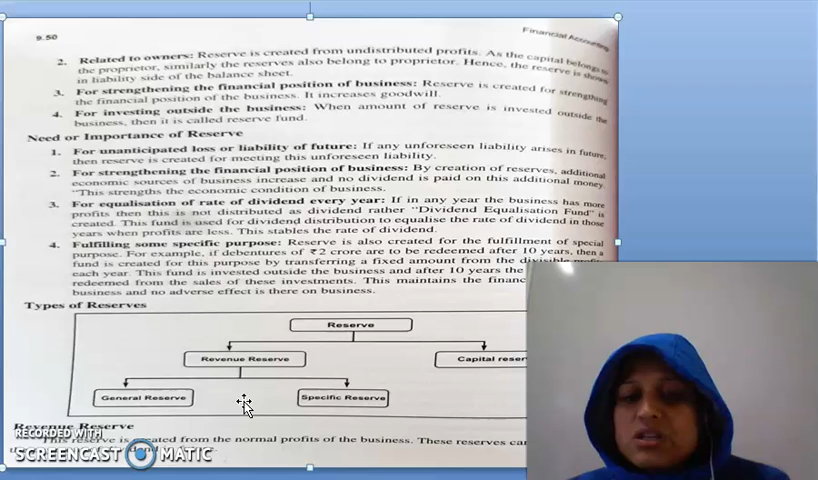 9.50
Financial Accounting
2. Related to owners: Reserve is created from undistributed profits. As the capital belongs to
the proprietor, similarly the reserves also belong to proprietor. Hence, the reserve is shown
in liability side of the balance sheet.
3. For strengthening the financial position of business: Reserve is created for strengthing
the financial position of the business. It increases goodwill.
4. For investing outside the business: When amount of reserve is invested outside the
business, then it is called reserve fund.
Need or Importance of Reserve
1. For unanticipated loss or liability of future: If any unforeseen liability arises in future,
then reserve is created for meeting this unforeseen liability.
2. For strengthening the financial position of business: By creation of reserves, additional
economic sources of business increase and no dividend is paid on this additional money.
"This strengths the economic condition of business.
3. For equalisation of rate of dividend every year: If in any year the business has more
profits then this is not distributed as dividend rather "Dividend Equalisation Fund" is
created. This fund is used for dividend distribution to equalise the rate of dividend in those
years when profits are less. This stables the rate of dividend.
4. Fulfilling some specific purpose: Reserve is also created for the fulfillment of special
purpose. For example, if debentures of ₹2 crore are to be redeemed after 10 years, then a
fund is created for this purpose by transferring a fixed amount from the divisible profits
each year. This fund is invested outside the business and after 10 years the
redeemed from the sales of these investments. This maintains the financ
business and no adverse effect is there on business.
Types of Reserves
Reserve
Revenue Reserve
Capital reser
General Reserve
Specific Reserve
Revenue Reserve
This reserve is created from the normal profits of the business. These reserves can
RECORDED WITH
SCREENCAST MATIC